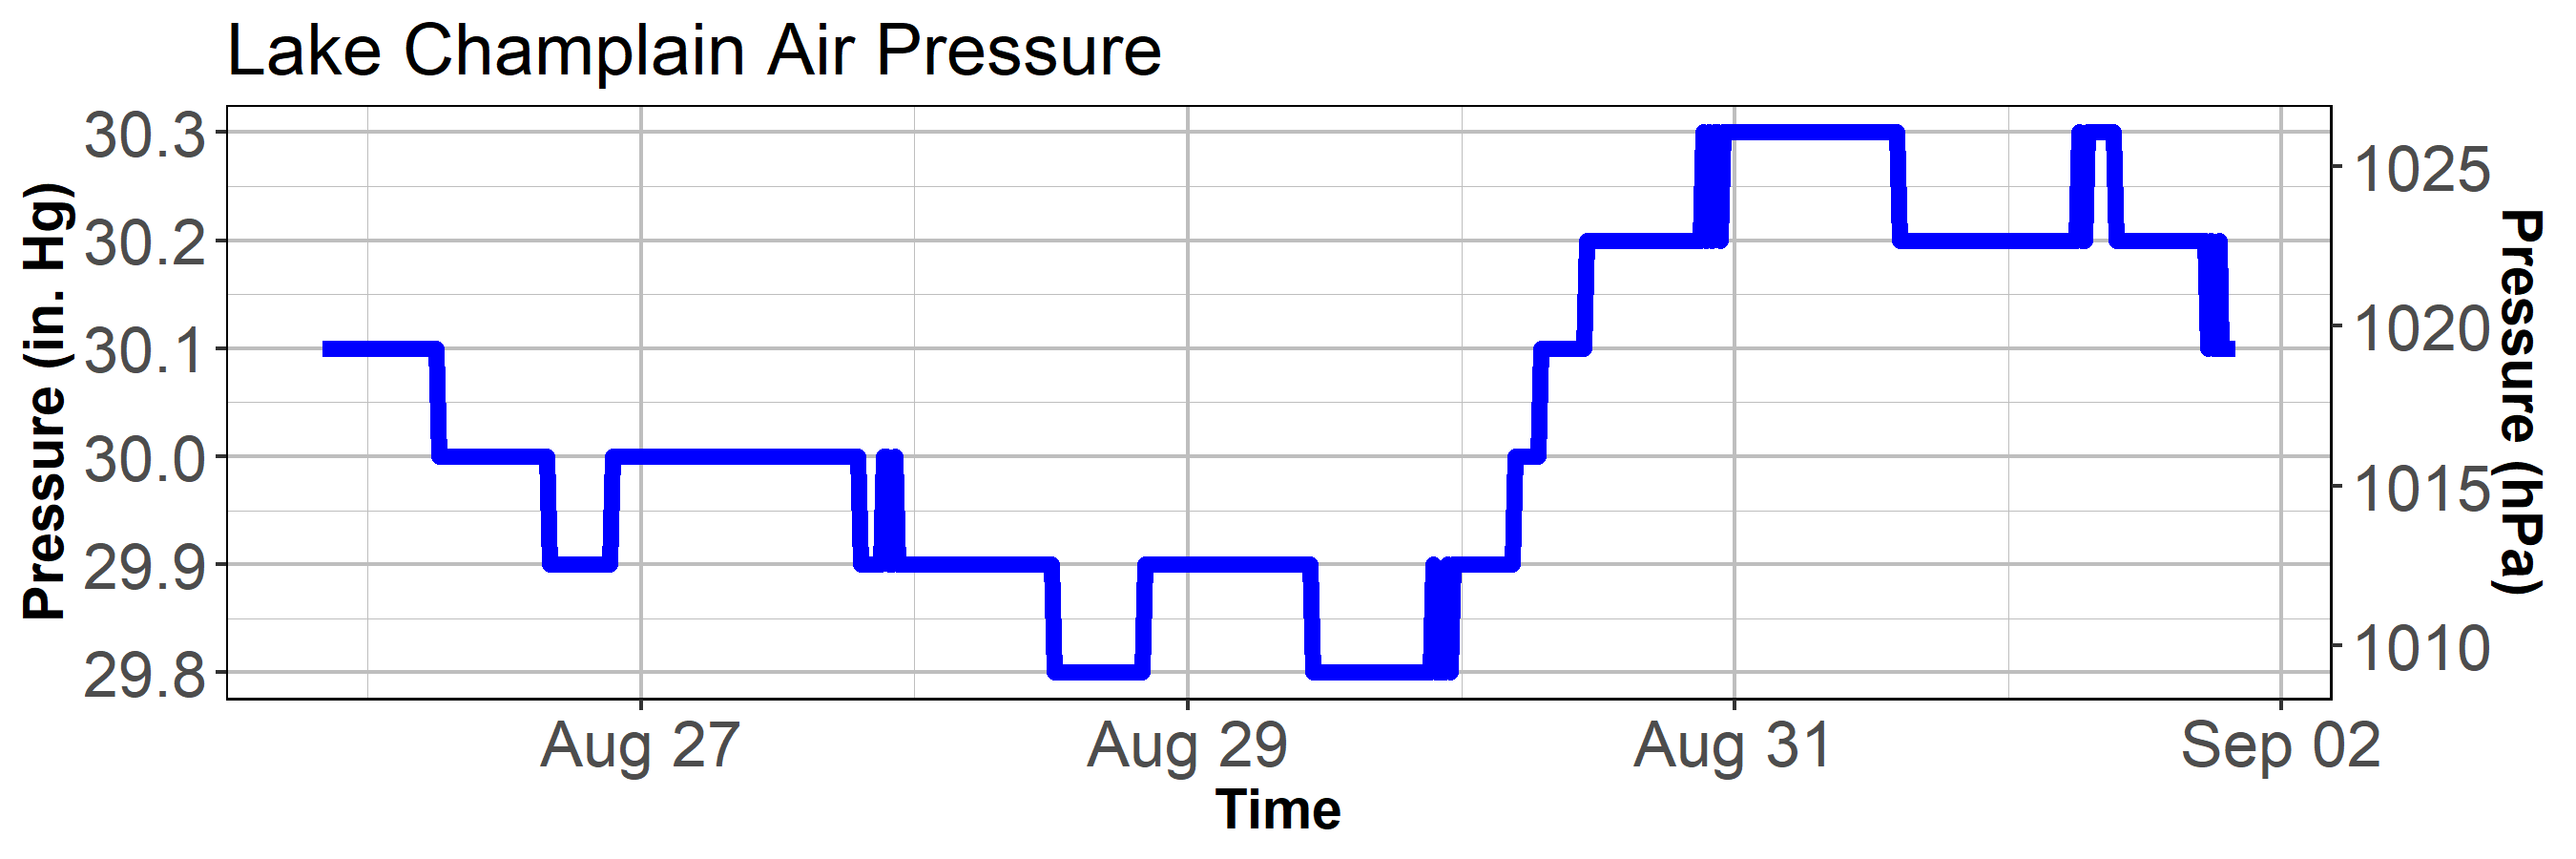 Lake Champlain Air Pressure
Pressure (in. Hg)
30.3
30.2
30.1
30.0
29.9
29.8
1025
1020
1015
1010
Pressure (hPa)
Aug 27 Aug 29 Aug 31 Sep 02
Time